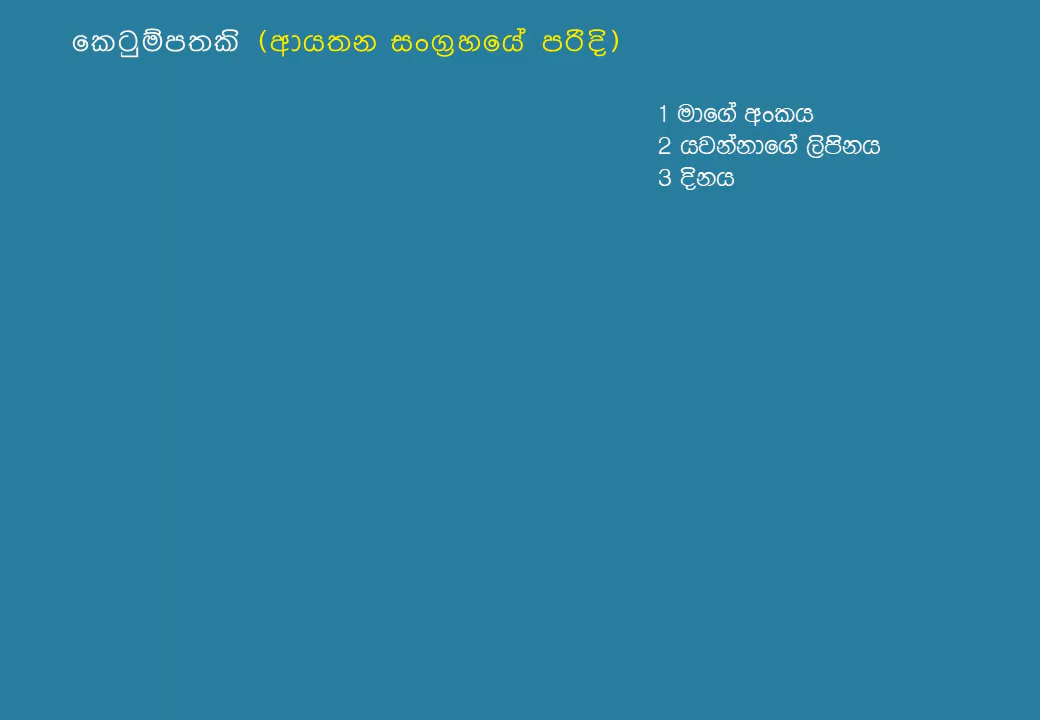 කෙටුම්පතකි (ආයතන සංග්‍රහයේ පරිදි)
1 මාගේ අංකය
2 යවන්නාගේ ලිපිනය
3 දිනය